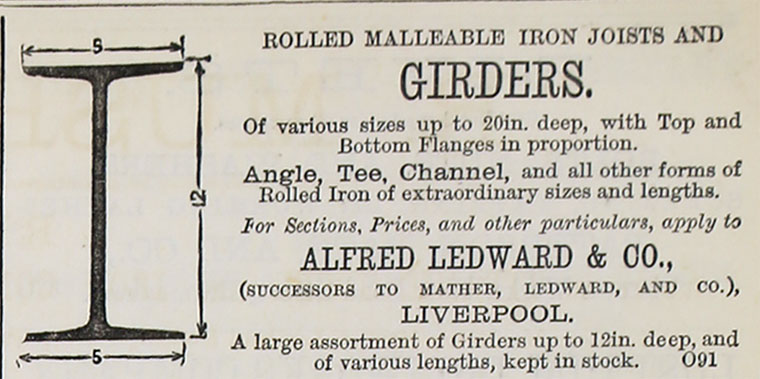 5
12
5
ROLLED MALLEABLE IRON JOISTS AND
GIRDERS.
Of various sizes up to 20in. deep, with Top and
Bottom Flanges in proportion.
Angle, Tee, Channel, and all other forms of
Rolled Iron of extraordinary sizes and lengths.
For Sections, Prices, and other particulars, apply to
ALFRED LEDWARD & CO.,
(SUCCESSORS TO MATHER, LEDWARD, AND CO.),
LIVERPOOL.
A large assortment of Girders up to 12in. deep, and
of various lengths, kept in stock. O91